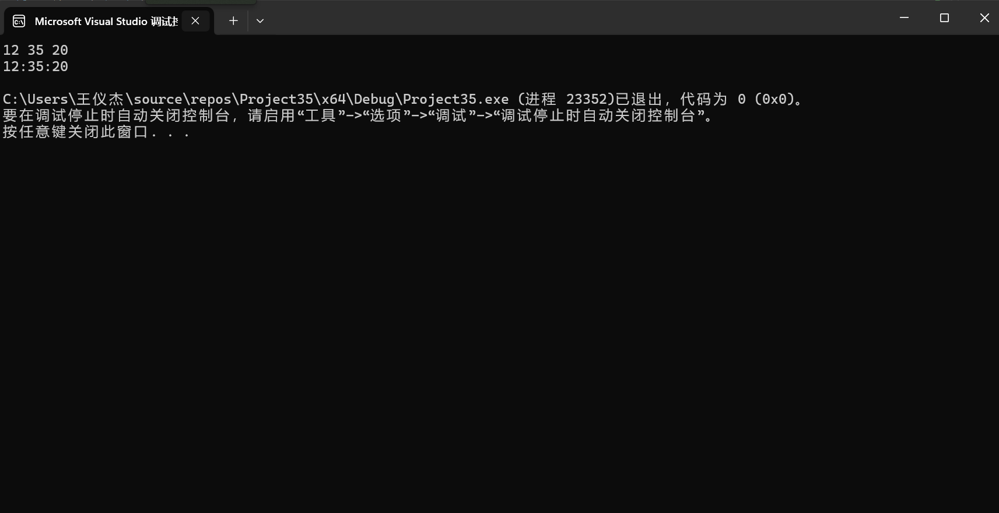 Microsoft Visual Studio 调试
12 35 20
12:35:20
C:\Users\王仪杰\source\repos\Project35\x64\Debug\Project35.exe (进程 23352)已退出，代码为 0 (0x0)。
要在调试停止时自动关闭控制台，请启用“工具”->“选项”->“调试”->“调试停止时自动关闭控制台”。
按任意键关闭此窗口. . .